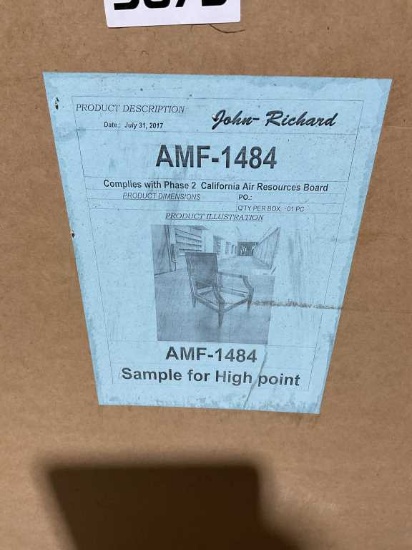 PRODUCT DESCRIPTION
John-Richard
Date.: July 31, 2017
AMF-1484
Complies with Phase 2 California Air Resources Board
PRODUCT DIMENSIONS
PO.:
QTY PER BOX : 01 PC
PRODUCT ILLUSTRATION
AMF-1484
Sample for High point